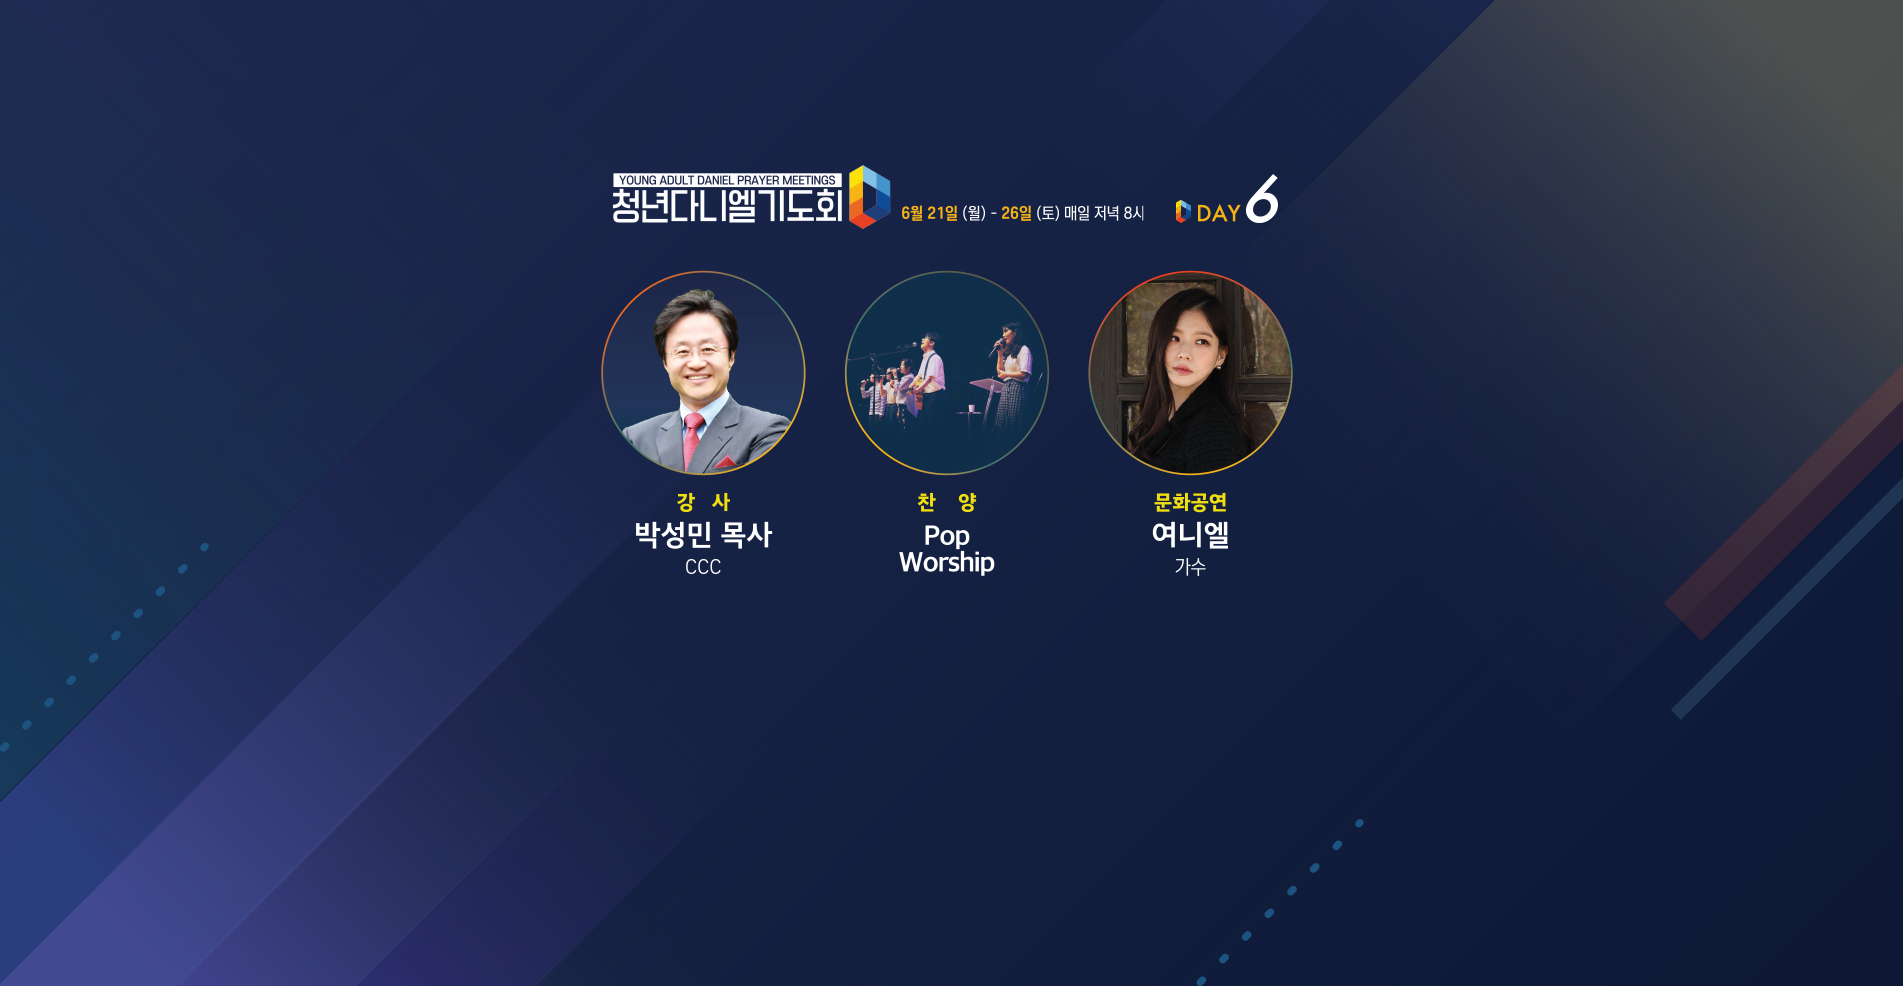 YOUNG ADULT DANIEL PRAYER MEETINGS
청년다니엘기도회
6월 21일 (월) - 26일 (토) 매일 저녁 8시
DAY 6
강 사
박성민 목사
CCC
찬 양
Pop
Worship
문화공연
여니엘
가수